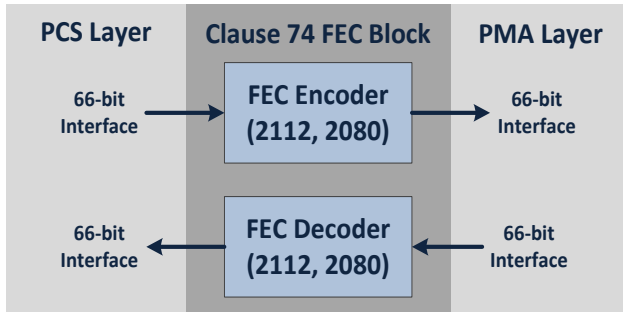 PCS Layer
Clause 74 FEC Block
PMA Layer
66-bit
Interface
FEC Encoder
(2112, 2080)
66-bit
Interface
66-bit
Interface
FEC Decoder
(2112, 2080)
66-bit
Interface